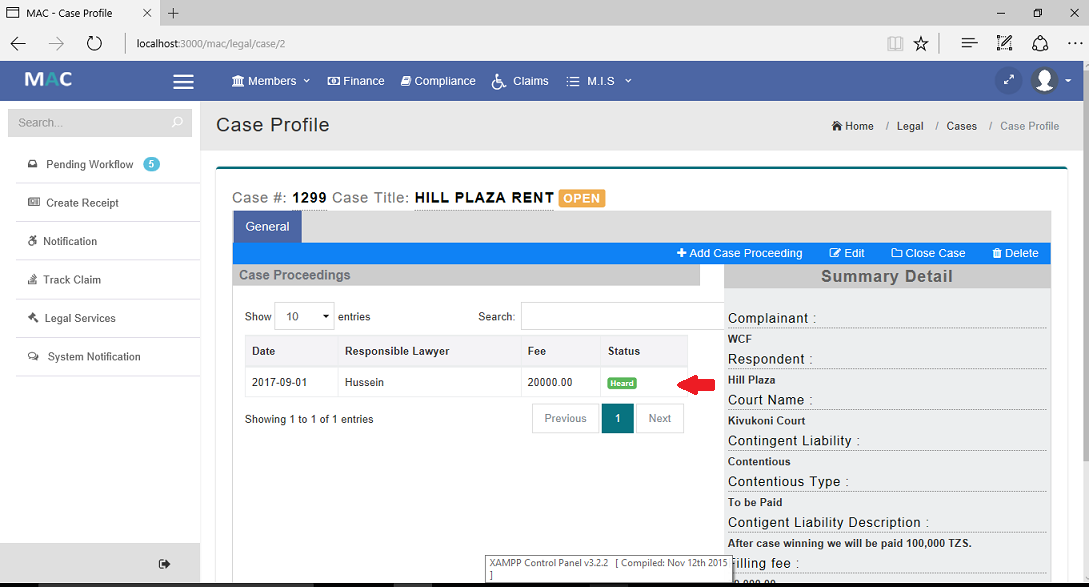 MAC - Case Profile
localhost:3000/mac/legal/case/2
MAC
Members
Finance
Compliance
Claims
M.I.S
Search...
Case Profile
Home / Legal / Cases / Case Profile
Pending Workflow 5
Create Receipt
Notification
Track Claim
Legal Services
System Notification
Case #: 1299 Case Title: HILL PLAZA RENT OPEN
General
Add Case Proceeding
Edit
Close Case
Delete
Case Proceedings
Show 10 entries
Search:
Date Responsible Lawyer Fee Status
2017-09-01 Hussein 20000.00 Heard
Showing 1 to 1 of 1 entries
Previous 1 Next
Summary Detail
Complainant :
WCF
Respondent :
Hill Plaza
Court Name :
Kivukoni Court
Contingent Liability :
Contentious
Contentious Type :
To be Paid
Contigent Liability Description :
After case winning we will be paid 100,000 TZS.
Filling fee :
XAMPP Control Panel v3.2.2 [ Compiled: Nov 12th 2015
]